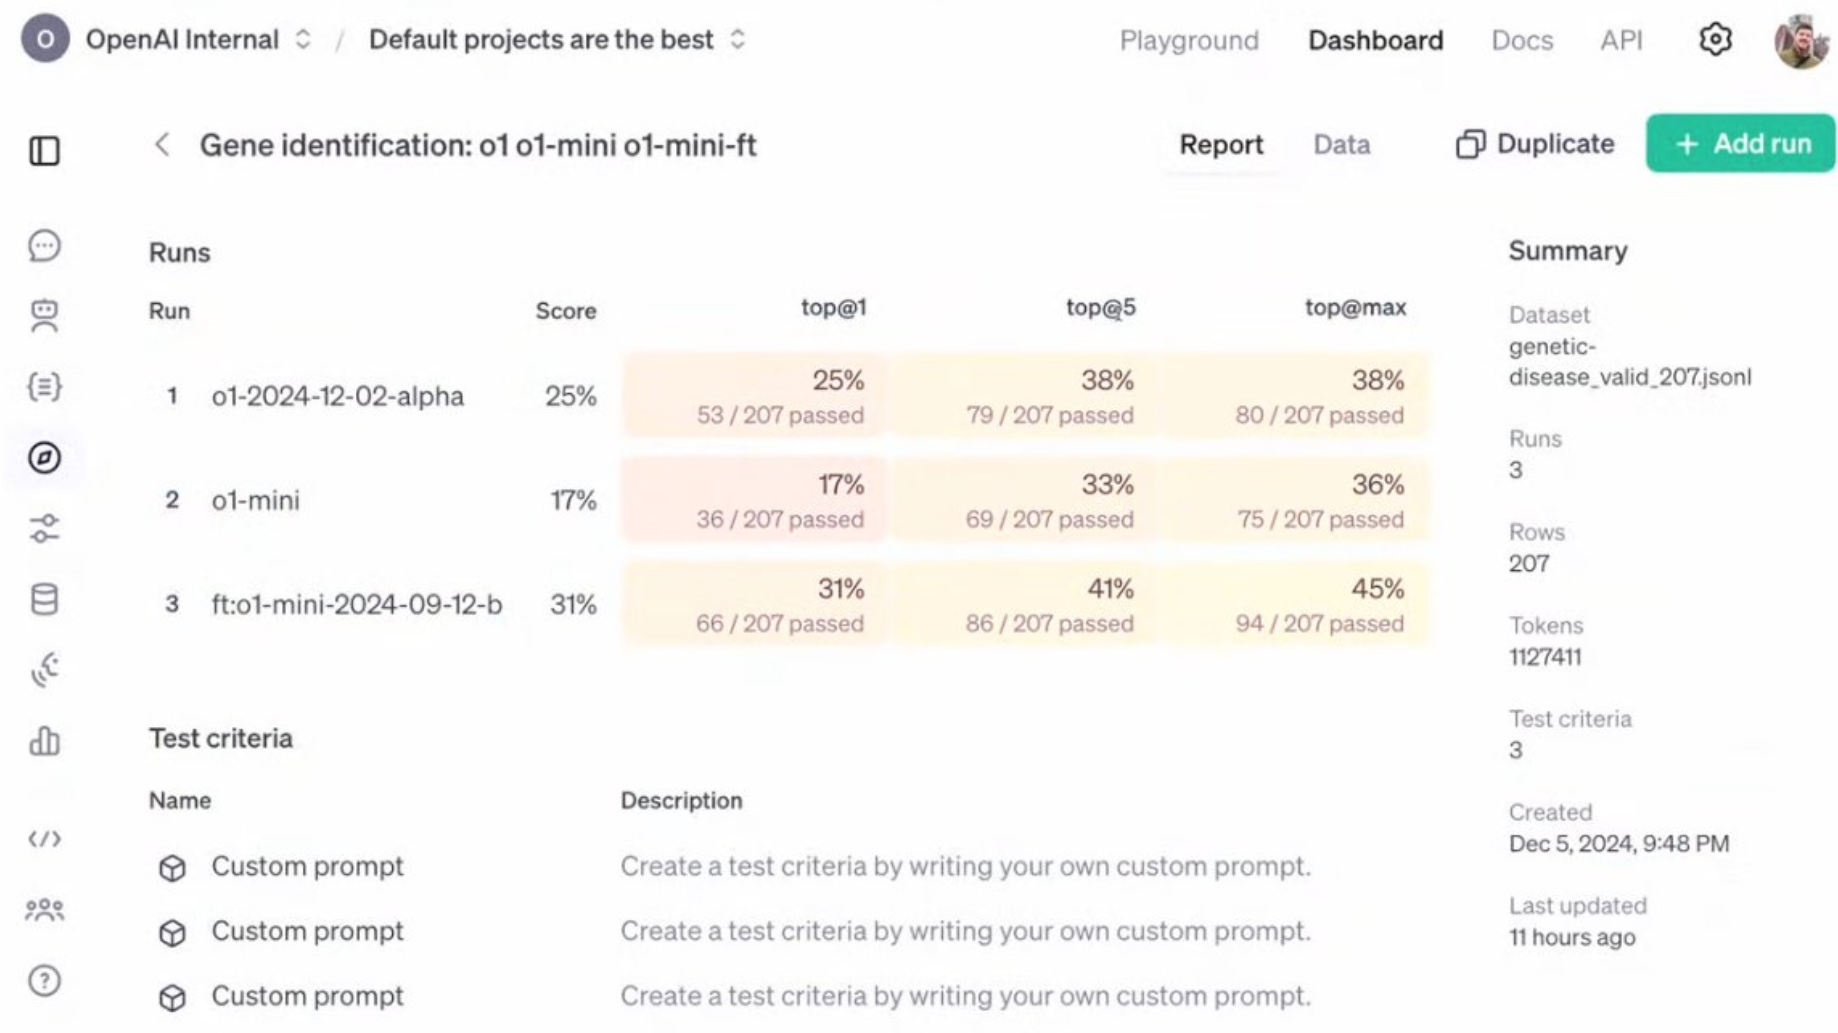 O OpenAI Internal / Default projects are the best Playground Dashboard Docs API
Gene identification: o1 o1-mini o1-mini-ft Report Data Duplicate + Add run
Runs
Run Score top@1 top@5 top@max
1 o1-2024-12-02-alpha 25% 25% 38% 38%
53 / 207 passed 79 / 207 passed 80 / 207 passed
2 o1-mini 17% 17% 33% 36%
36 / 207 passed 69 / 207 passed 75 / 207 passed
3 ft:o1-mini-2024-09-12-b 31% 31% 41% 45%
66 / 207 passed 86 / 207 passed 94 / 207 passed
Test criteria
Name Description
Custom prompt Create a test criteria by writing your own custom prompt.
Custom prompt Create a test criteria by writing your own custom prompt.
Custom prompt Create a test criteria by writing your own custom prompt.
Summary
Dataset
genetic-
disease_valid_207.jsonl
Runs
3
Rows
207
Tokens
1127411
Test criteria
3
Created
Dec 5, 2024, 9:48 PM
Last updated
11 hours ago